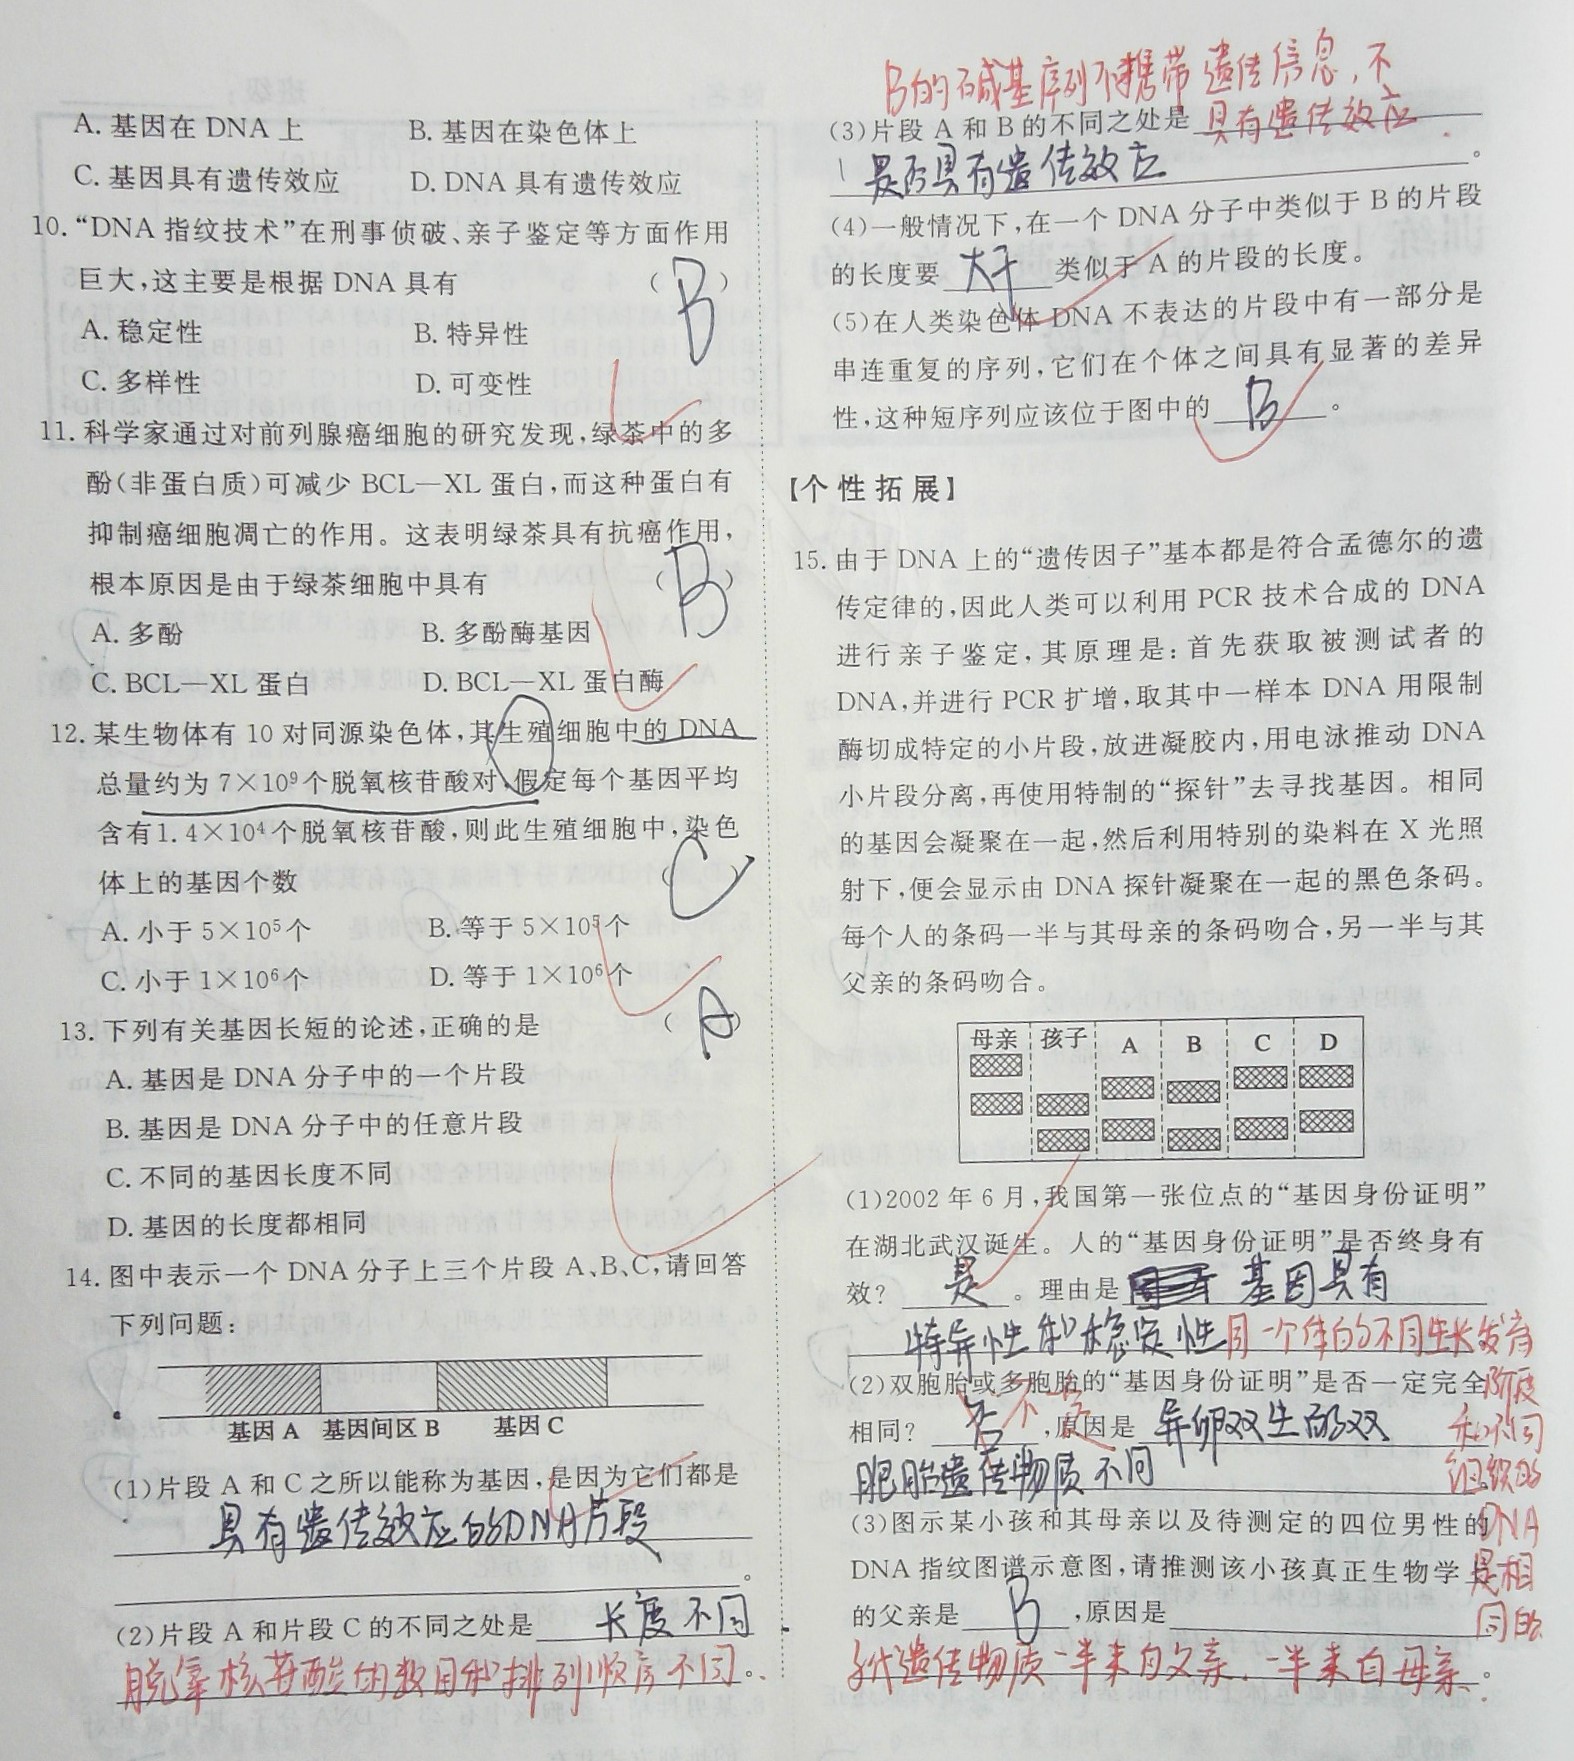 A. 基因在 DNA 上 B. 基因在染色体上
C. 基因具有遗传效应 D. DNA 具有遗传效应
10. “DNA 指纹技术”在刑事侦破、亲子鉴定等方面作用
巨大,这主要是根据 DNA 具有 ( B )
A. 稳定性 B. 特异性
C. 多样性 D. 可变性
11. 科学家通过对前列腺癌细胞的研究发现,绿茶中的多
酚(非蛋白质)可减少 BCL—XL 蛋白,而这种蛋白有
抑制癌细胞凋亡的作用。这表明绿茶具有抗癌作用,
根本原因是由于绿茶细胞中具有 ( B )
A. 多酚 B. 多酚酶基因
C. BCL—XL 蛋白 D. BCL—XL 蛋白酶
12. 某生物体有 10 对同源染色体,其生殖细胞中的 DNA
总量约为 7×10⁹个脱氧核苷酸对,假定每个基因平均
含有1.4×10⁴个脱氧核苷酸,则此生殖细胞中,染色
体上的基因个数 ( C )
A. 小于 5×10⁵个 B. 等于 5×10⁵个
C. 小于 1×10⁶个 D. 等于 1×10⁶个
13. 下列有关基因长短的论述,正确的是 ( A )
A. 基因是 DNA 分子中的一个片段
B. 基因是 DNA 分子中的任意片段
C. 不同的基因长度不同
D. 基因的长度都相同
14. 图中表示一个 DNA 分子上三个片段 A、B、C,请回答
下列问题:
基因 A 基因间区 B 基因 C
(1)片段 A 和 C 之所以能称为基因,是因为它们都是
具有遗传效应的DNA片段
。
(2)片段 A 和片段 C 的不同之处是 长度不同
脱氧核苷酸的数目和排列顺序不同。
B的碱基序列不携带遗传信息,不
(3)片段 A 和 B 的不同之处是 具有遗传效应.
是否具有遗传效应 。
(4)一般情况下,在一个 DNA 分子中类似于 B 的片段
的长度要 大于 类似于 A 的片段的长度。
(5)在人类染色体 DNA 不表达的片段中有一部分是
串连重复的序列,它们在个体之间具有显著的差异
性,这种短序列应该位于图中的 B 。
【个性拓展】
15. 由于 DNA 上的“遗传因子”基本都是符合孟德尔的遗
传定律的,因此人类可以利用 PCR 技术合成的 DNA
进行亲子鉴定,其原理是:首先获取被测试者的
DNA,并进行 PCR 扩增,取其中一样本 DNA 用限制
酶切成特定的小片段,放进凝胶内,用电泳推动 DNA
小片段分离,再使用特制的“探针”去寻找基因。相同
的基因会凝聚在一起,然后利用特别的染料在 X 光照
射下,便会显示由 DNA 探针凝聚在一起的黑色条码。
每个人的条码一半与其母亲的条码吻合,另一半与其
父亲的条码吻合。
母亲 孩子 A B C D
(1)2002 年 6 月,我国第一张位点的“基因身份证明”
在湖北武汉诞生。人的“基因身份证明”是否终身有
效? 是 。理由是 基因具有
特异性和稳定性 同一个体的不同生长发育
(2)双胞胎或多胞胎的“基因身份证明”是否一定完全 阶段
相同? 否 不一定 ,原因是 异卵双生的双 和不同
胞胎遗传物质不同 组织的
(3)图示某小孩和其母亲以及待测定的四位男性的 DNA
DNA 指纹图谱示意图,请推测该小孩真正生物学上 是相
的父亲是 B ,原因是 同的
子代遗传物质一半来自父亲、一半来自母亲。